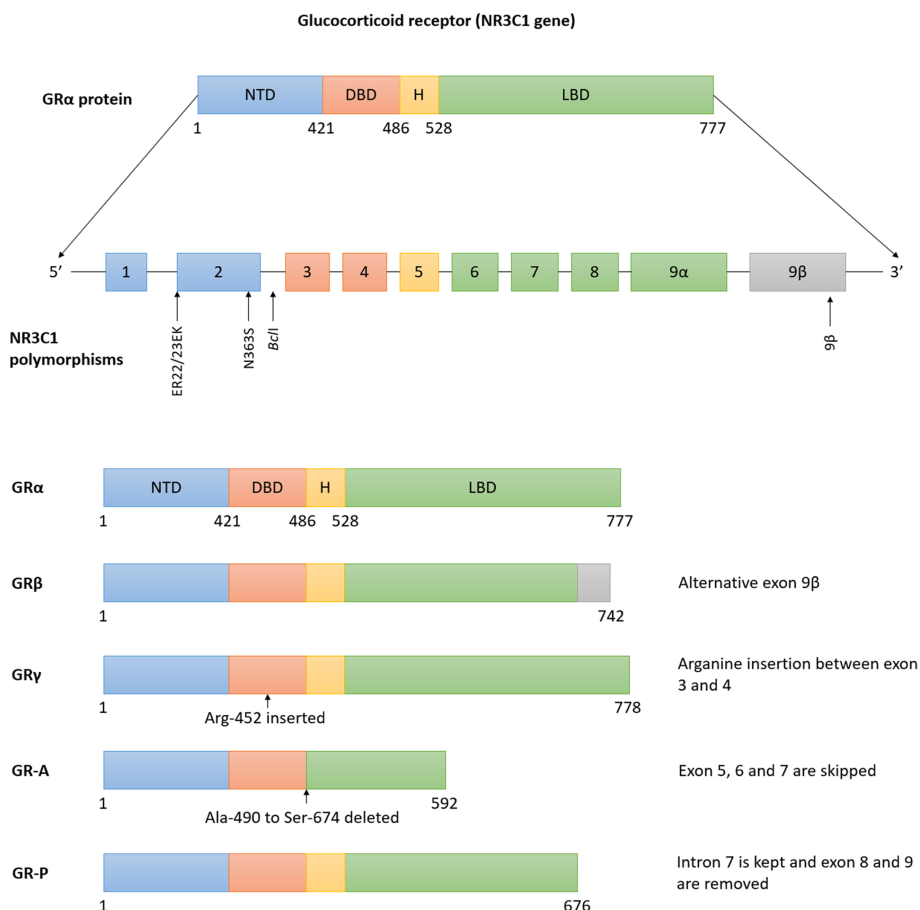 Glucocorticoid receptor (NR3C1 gene)
GRα protein
NTD DBD H LBD
1 421 486 528 777
5’ 1 2 3 4 5 6 7 8 9α 9β 3’
NR3C1
polymorphisms
ER22/23EK
N363S
BclI
9β
GRα
NTD DBD H LBD
1 421 486 528 777
GRβ
Alternative exon 9β
1 742
GRγ
Arganine insertion between exon
3 and 4
1 778
Arg-452 inserted
GR-A
Exon 5, 6 and 7 are skipped
1 592
Ala-490 to Ser-674 deleted
GR-P
Intron 7 is kept and exon 8 and 9
are removed
1 676